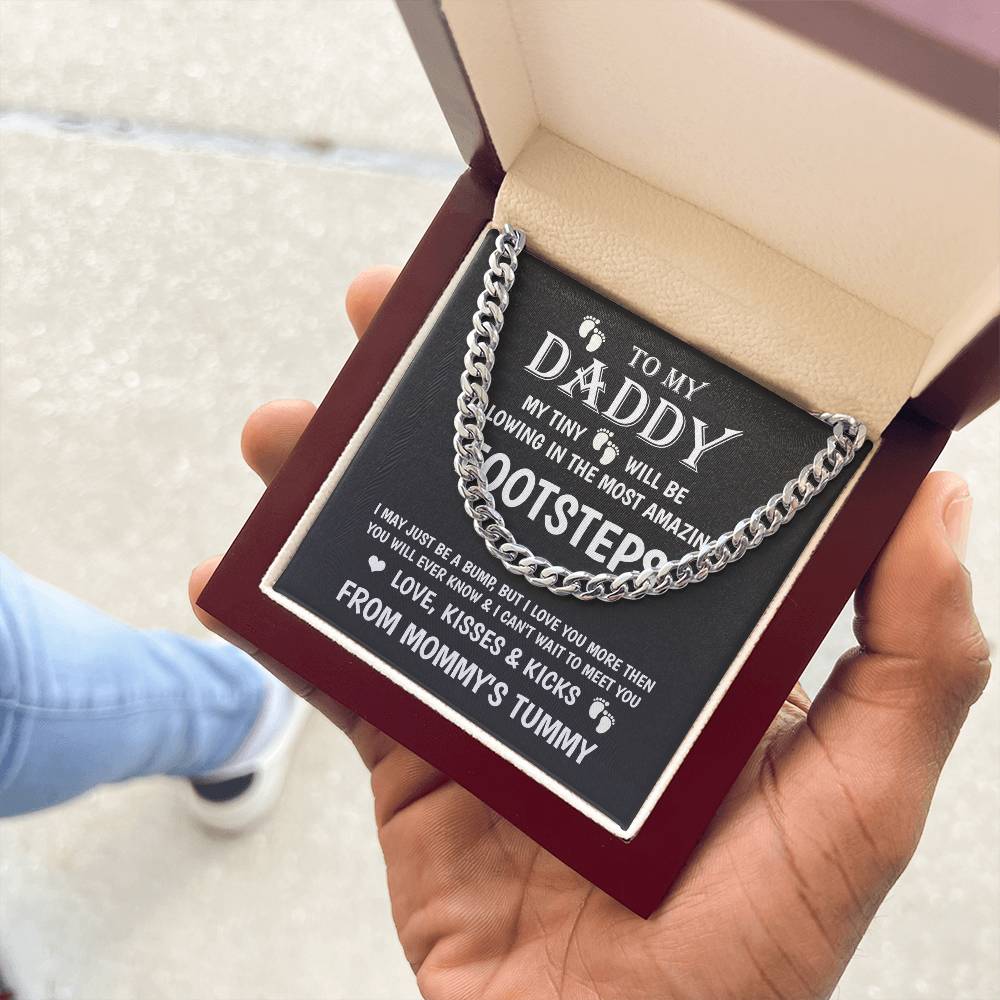 TO MY
DADDY
MY TINY WILL BE
LOWING IN THE MOST AMAZING
OOTSTEPS
I MAY JUST BE A BUMP, BUT I LOVE YOU MORE THEN
YOU WILL EVER KNOW & I CAN'T WAIT TO MEET YOU
LOVE, KISSES & KICKS
FROM MOMMY'S TUMMY